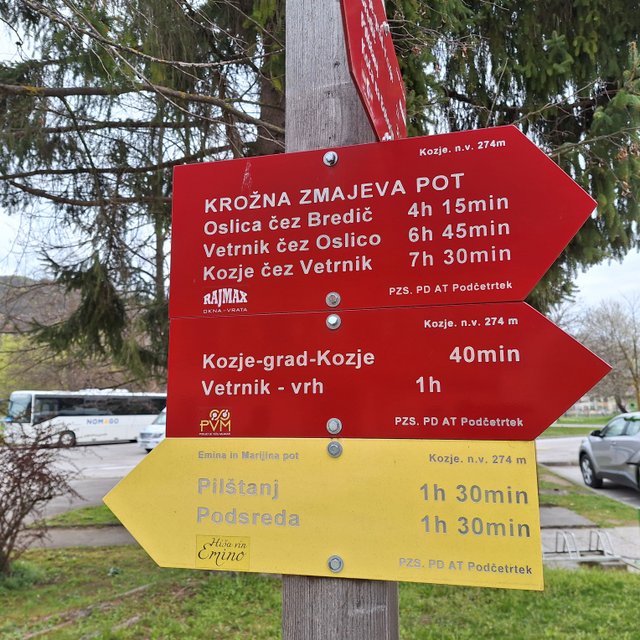 Kozje. n.v. 274m
KROŽNA ZMAJEVA POT
Oslica čez Bredič 4h 15min
Vetrnik čez Oslico 6h 45min
Kozje čez Vetrnik 7h 30min
RAJMAX
OKNA-VRATA
PZS. PD AT Podčetrtek
Kozje. n.v. 274 m
Kozje-grad-Kozje 40min
Vetrnik - vrh 1h
PVM
PZS. PD AT Podčetrtek
Emina in Marijina pot
Kozje. n.v. 274 m
Pilštanj 1h 30min
Podsreda 1h 30min
Hiša vin
Emino
PZS. PD AT Podčetrtek
NOMAGO